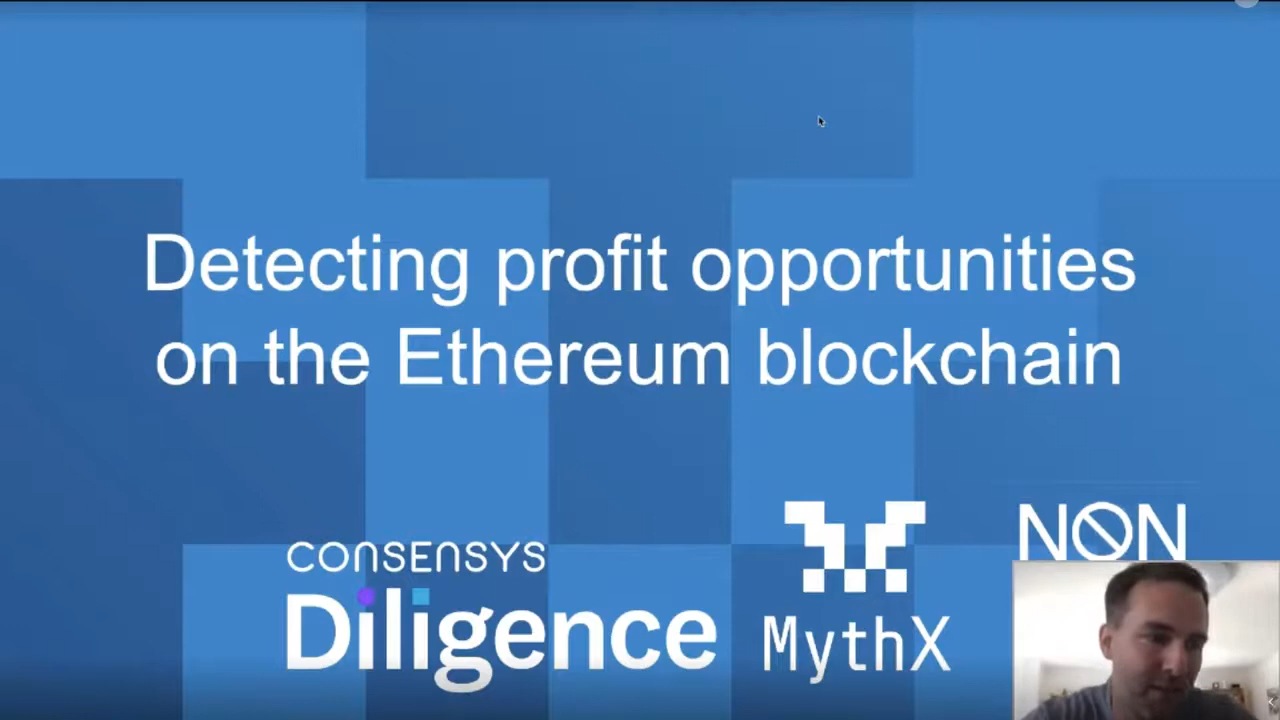 Detecting profit opportunities
on the Ethereum blockchain
CONSENSYS
Diligence
MythX
NON